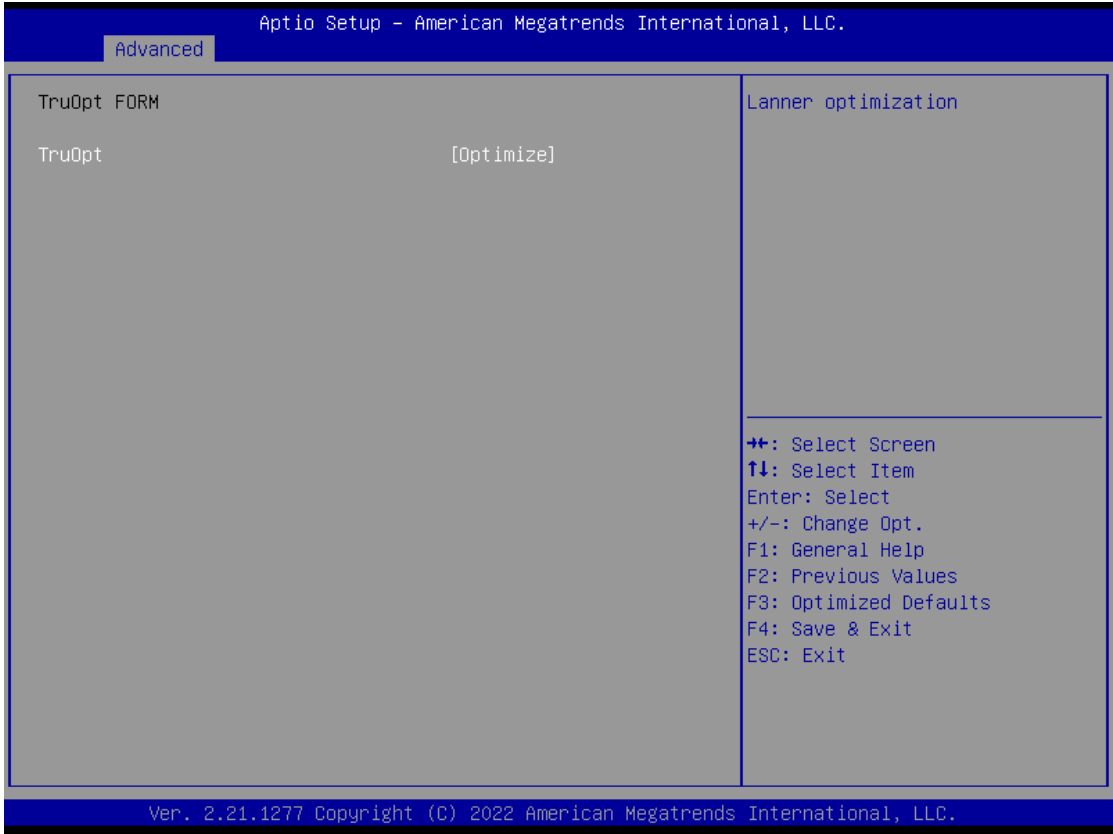 Aptio Setup – American Megatrends International, LLC.
Advanced
TruOpt FORM
TruOpt [Optimize]
Lanner optimization
→←: Select Screen
↑↓: Select Item
Enter: Select
+/-: Change Opt.
F1: General Help
F2: Previous Values
F3: Optimized Defaults
F4: Save & Exit
ESC: Exit
Ver. 2.21.1277 Copyright (C) 2022 American Megatrends International, LLC.